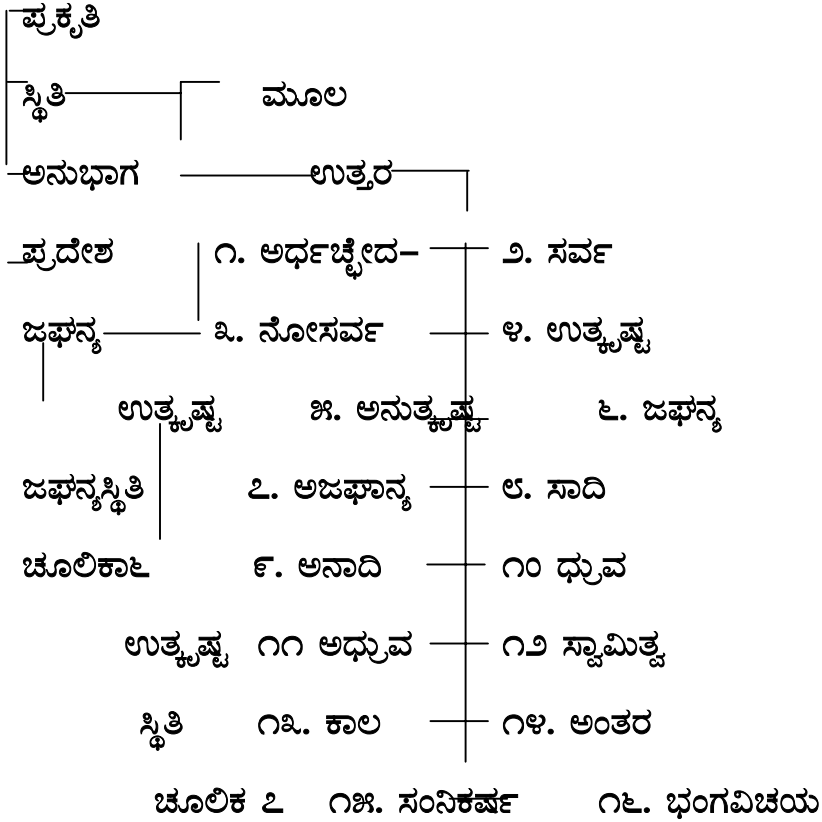 ಪ್ರಕೃತಿ
ಸ್ಥಿತಿ ಮೂಲ
ಅನುಭಾಗ ಉತ್ತರ
ಪ್ರದೇಶ ೧. ಅರ್ಧಚ್ಛೇದ– ೨. ಸರ್ವ
ಜಘನ್ಯ ೩. ನೋಸರ್ವ ೪. ಉತ್ಕೃಷ್ಟ
ಉತ್ಕೃಷ್ಟ ೫. ಅನುತ್ಕೃಷ್ಟ ೬. ಜಘನ್ಯ
ಜಘನ್ಯಸ್ಥಿತಿ ೭. ಅಜಘಾನ್ಯ ೮. ಸಾದಿ
ಚೂಲಿಕಾ೬ ೯. ಅನಾದಿ ೧೦ ಧ್ರುವ
ಉತ್ಕೃಷ್ಟ ೧೧ ಅಧ್ರುವ ೧೨ ಸ್ವಾಮಿತ್ವ
ಸ್ಥಿತಿ ೧೩. ಕಾಲ ೧೪. ಅಂತರ
ಚೂಲಿಕ ೭ ೧೫. ಸಂನಿಕರ್ಷ ೧೬. ಭಂಗವಿಚಯ